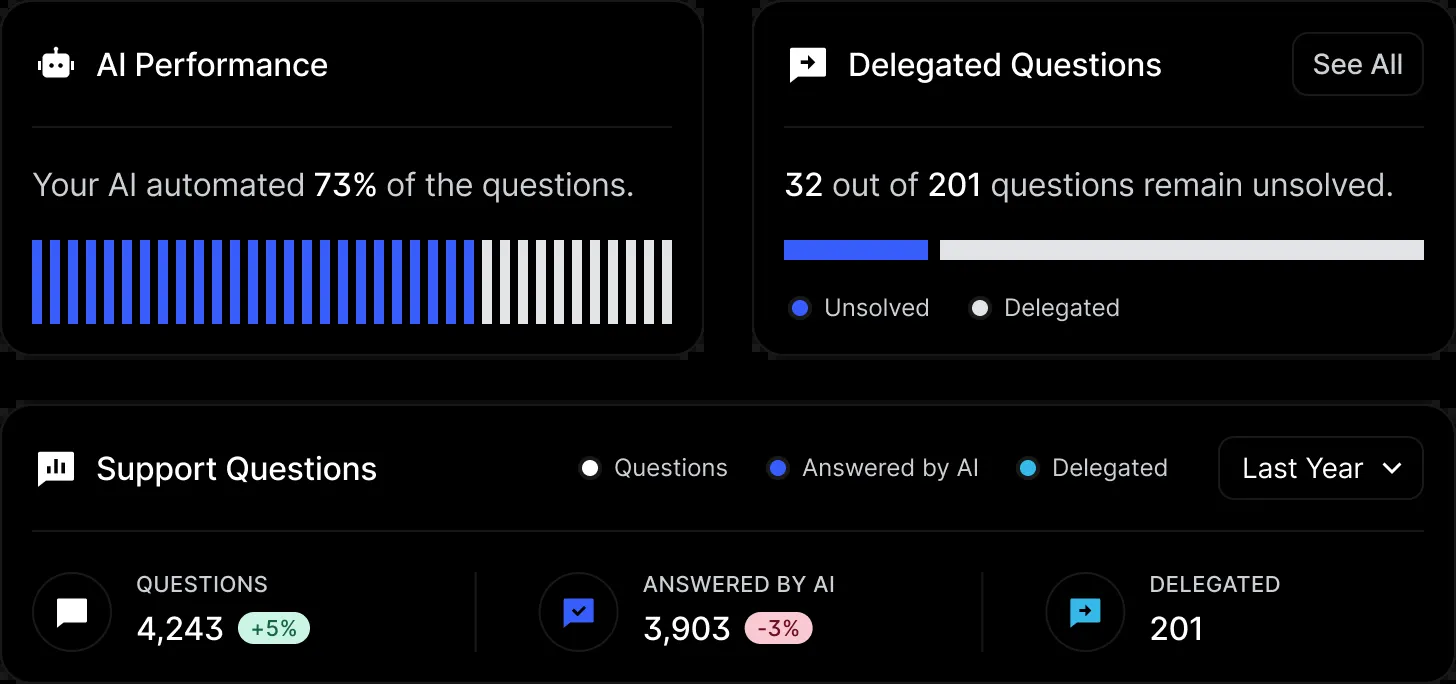 AI Performance
Your AI automated 73% of the questions.
Delegated Questions
See All
32 out of 201 questions remain unsolved.
Unsolved
Delegated
Support Questions
Questions
Answered by AI
Delegated
Last Year
QUESTIONS
4,243 +5%
ANSWERED BY AI
3,903 -3%
DELEGATED
201